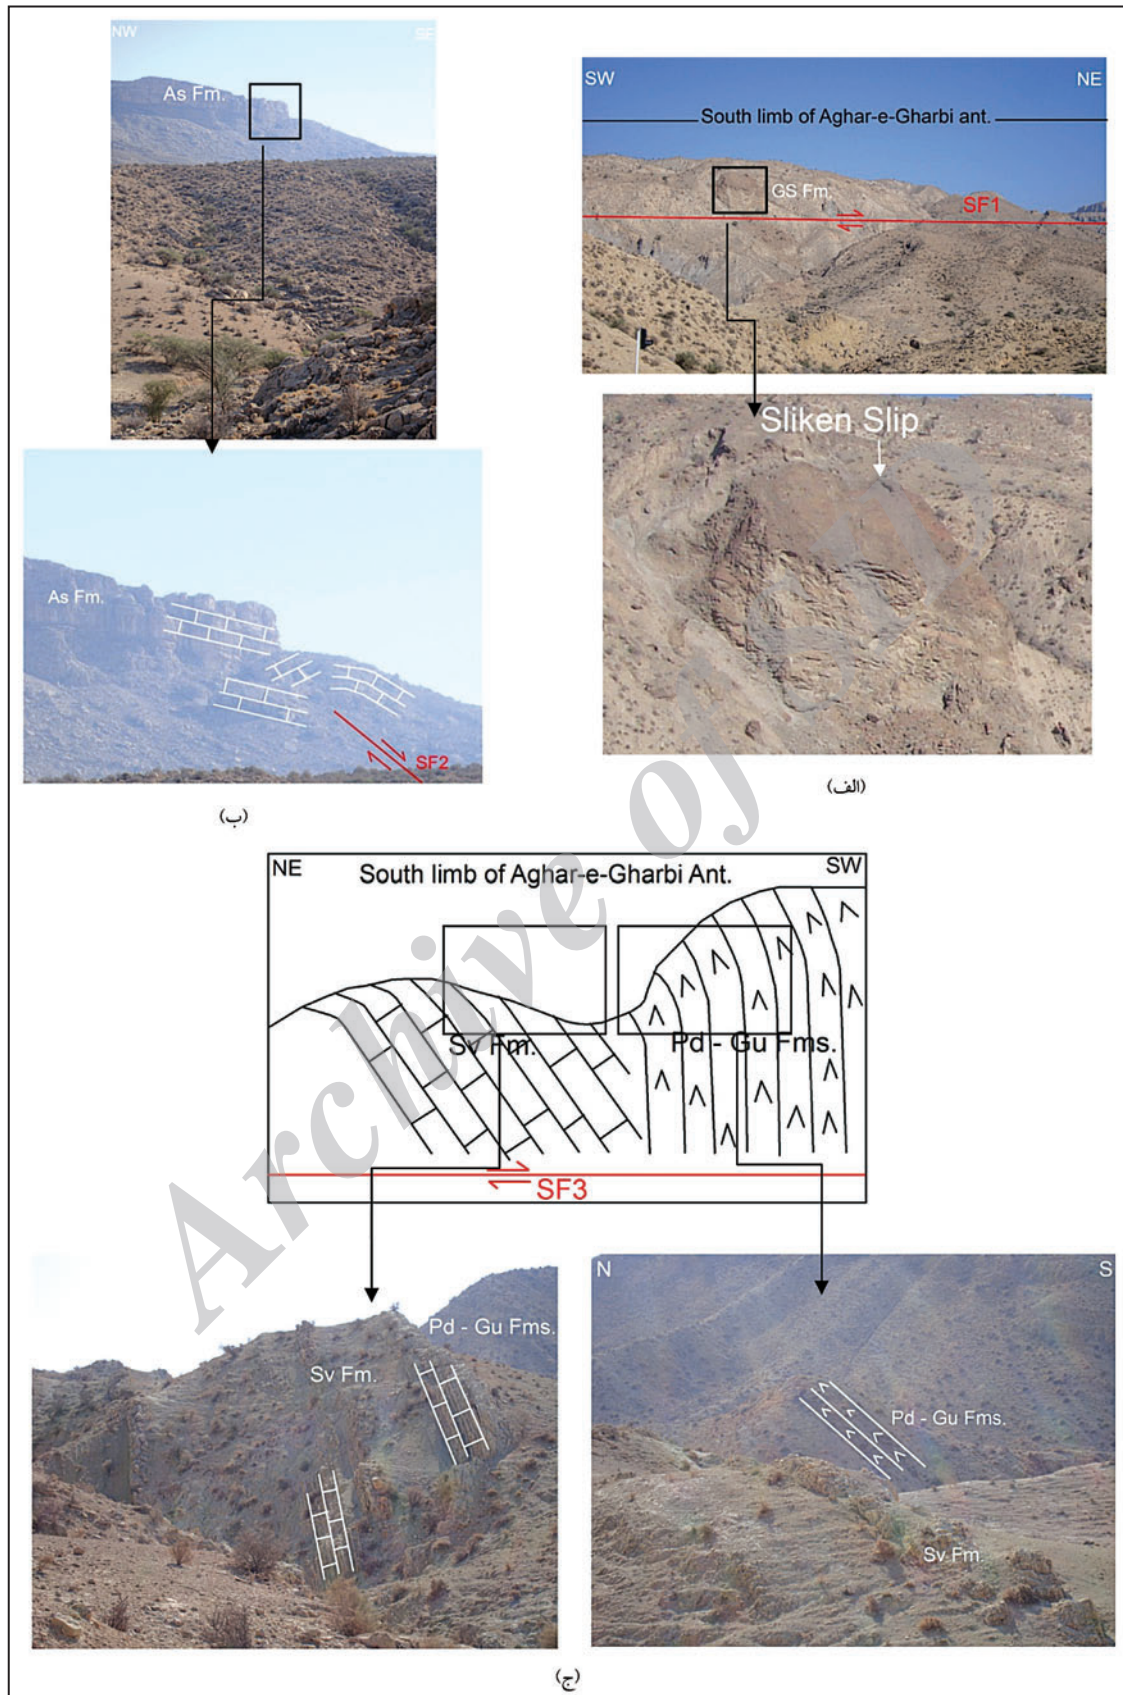 NW SE
As Fm.
As Fm.
SF2
(ب)
SW NE
South limb of Aghar-e-Gharbi ant.
GS Fm.
SF1
Sliken Slip
(الف)
NE SW
South limb of Aghar-e-Gharbi Ant.
Sv Fm. Pd - Gu Fms.
SF3
Pd - Gu Fms.
Sv Fm.
N S
Pd - Gu Fms.
Sv Fm.
(ج)
Archive of